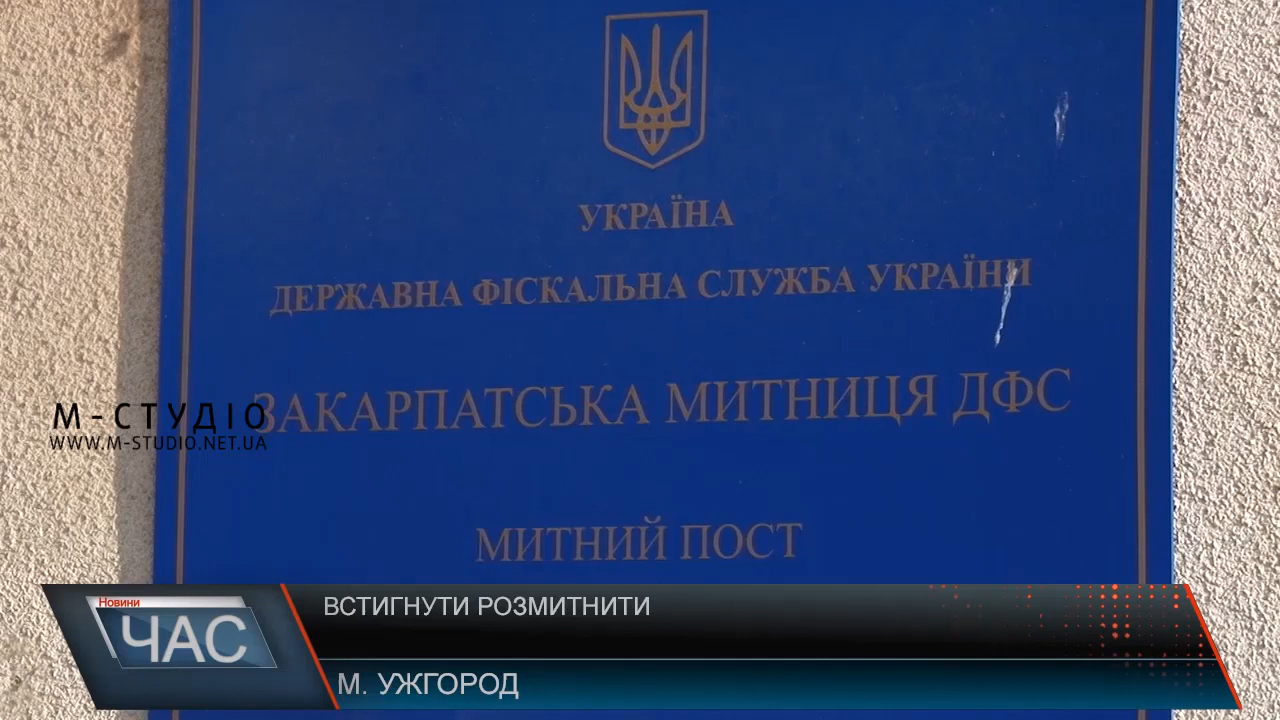 УКРАЇНА
ДЕРЖАВНА ФІСКАЛЬНА СЛУЖБА УКРАЇНИ
ЗАКАРПАТСЬКА МИТНИЦЯ ДФС
М-СТУДІО
WWW.M-STUDIO.NET.UA
МИТНИЙ ПОСТ
Новини
ЧАС
ВСТИГНУТИ РОЗМИТНИТИ
М. УЖГОРОД